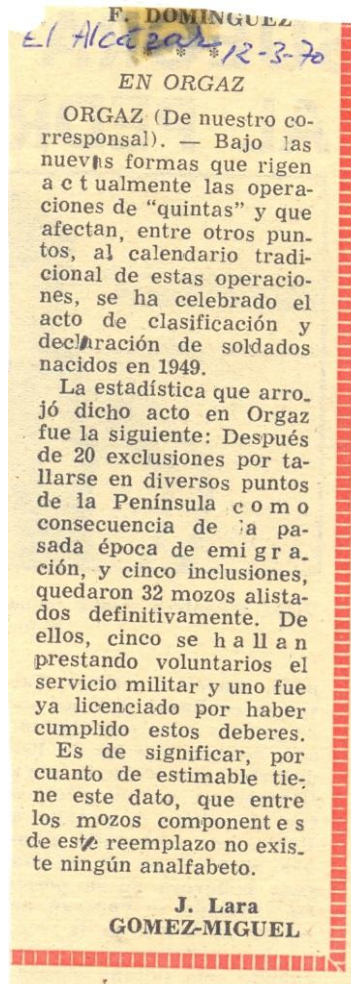 F. DOMINGUEZ
El Alcázar 12-3-70
* * *
EN ORGAZ
ORGAZ (De nuestro co-
rresponsal). — Bajo las
nuevas formas que rigen
actualmente las opera-
ciones de “quintas” y que
afectan, entre otros pun-
tos, al calendario tradi-
cional de estas operacio-
nes, se ha celebrado el
acto de clasificación y
declaración de soldados
nacidos en 1949.
La estadística que arro-
jó dicho acto en Orgaz
fue la siguiente: Después
de 20 exclusiones por ta-
llarse en diversos puntos
de la Península como
consecuencia de la pa-
sada época de emigra-
ción, y cinco inclusiones,
quedaron 32 mozos alista-
dos definitivamente. De
ellos, cinco se hallan
prestando voluntarios el
servicio militar y uno fue
ya licenciado por haber
cumplido estos deberes.
Es de significar, por
cuanto de estimable tie-
ne este dato, que entre
los mozos componentes
de este reemplazo no exis-
te ningún analfabeto.
J. Lara
GOMEZ-MIGUEL